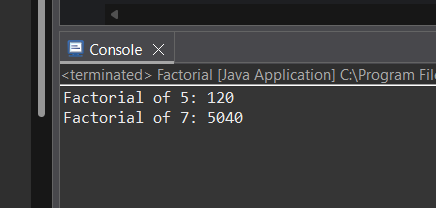 Console
<terminated> Factorial [Java Application] C:\Program File
Factorial of 5: 120
Factorial of 7: 5040